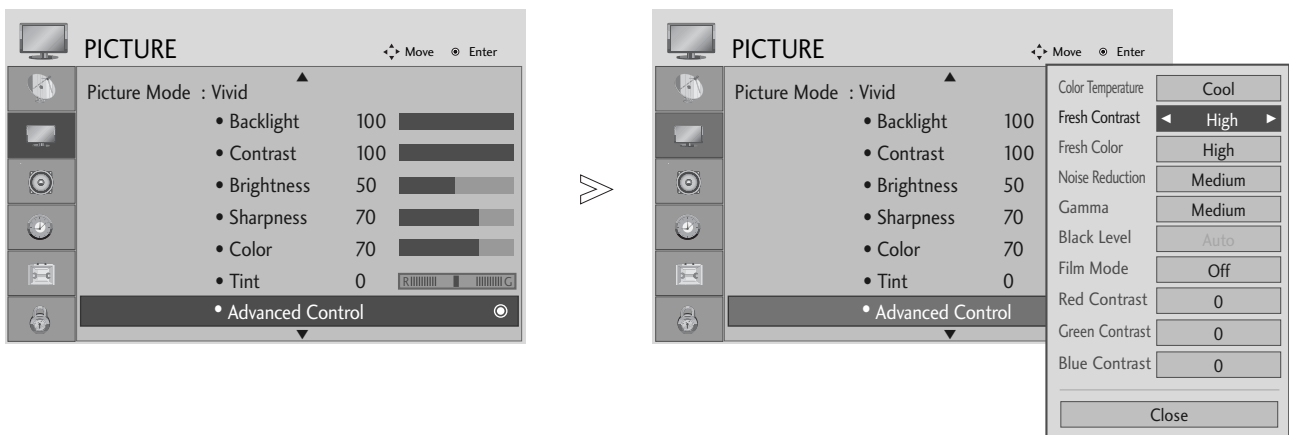 PICTURE
Move Enter
Picture Mode : Vivid
• Backlight 100
• Contrast 100
• Brightness 50
• Sharpness 70
• Color 70
• Tint 0 R G
• Advanced Control
PICTURE
Move Enter
Picture Mode : Vivid
• Backlight 100
• Contrast 100
• Brightness 50
• Sharpness 70
• Color 70
• Tint 0
• Advanced Control
Color Temperature Cool
Fresh Contrast High
Fresh Color High
Noise Reduction Medium
Gamma Medium
Black Level Auto
Film Mode Off
Red Contrast 0
Green Contrast 0
Blue Contrast 0
Close